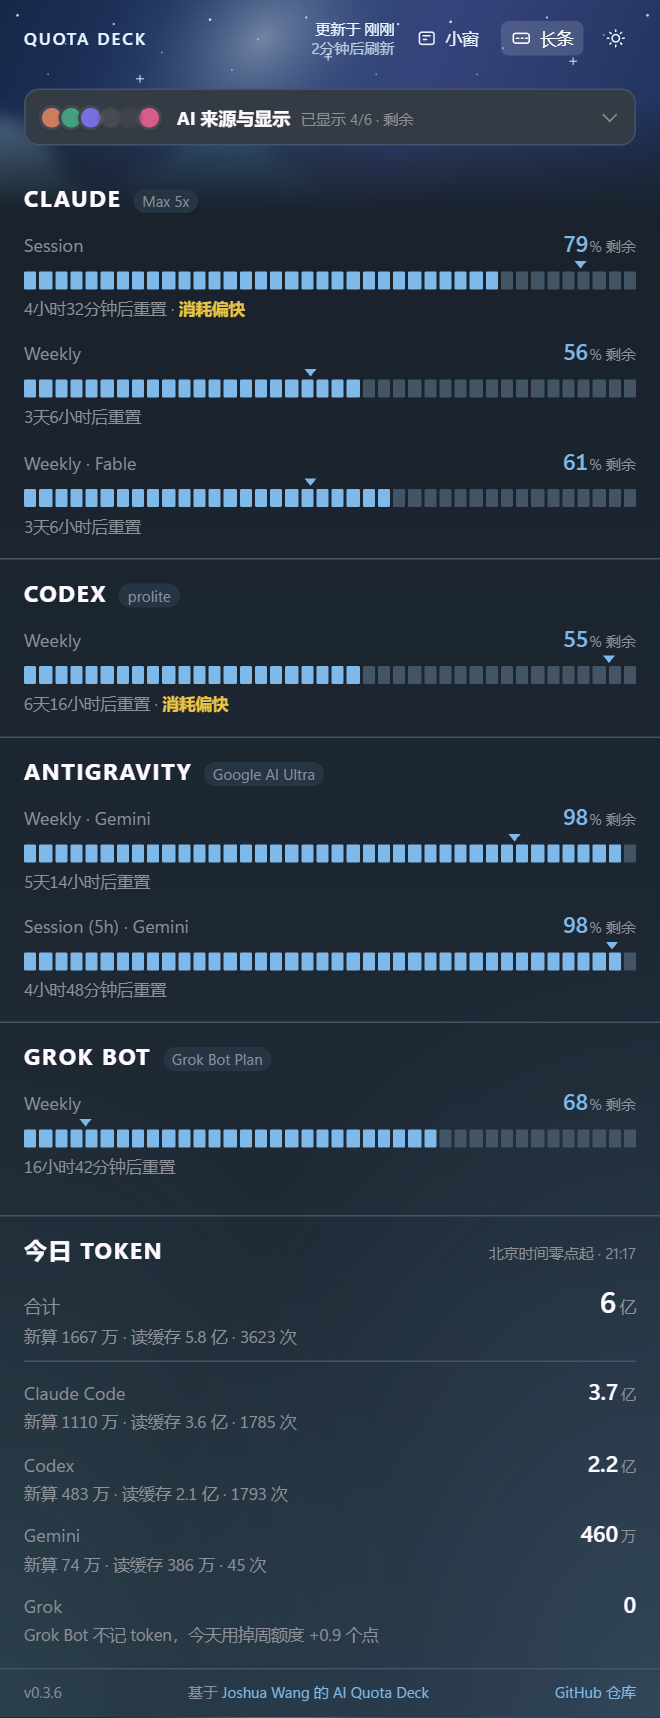 QUOTA DECK
更新于 刚刚
2分钟后刷新
小窗
长条
AI 来源与显示 已显示 4/6 · 剩余
CLAUDE Max 5x
Session 79% 剩余
4小时32分钟后重置 · 消耗偏快
Weekly 56% 剩余
3天6小时后重置
Weekly · Fable 61% 剩余
3天6小时后重置
CODEX prolite
Weekly 55% 剩余
6天16小时后重置 · 消耗偏快
ANTIGRAVITY Google AI Ultra
Weekly · Gemini 98% 剩余
5天14小时后重置
Session (5h) · Gemini 98% 剩余
4小时48分钟后重置
GROK BOT Grok Bot Plan
Weekly 68% 剩余
16小时42分钟后重置
今日 TOKEN 北京时间零点起 · 21:17
合计 6 亿
新算 1667 万 · 读缓存 5.8 亿 · 3623 次
Claude Code 3.7 亿
新算 1110 万 · 读缓存 3.6 亿 · 1785 次
Codex 2.2 亿
新算 483 万 · 读缓存 2.1 亿 · 1793 次
Gemini 460 万
新算 74 万 · 读缓存 386 万 · 45 次
Grok 0
Grok Bot 不记 token，今天用掉周额度 +0.9 个点
v0.3.6 基于 Joshua Wang 的 AI Quota Deck GitHub 仓库